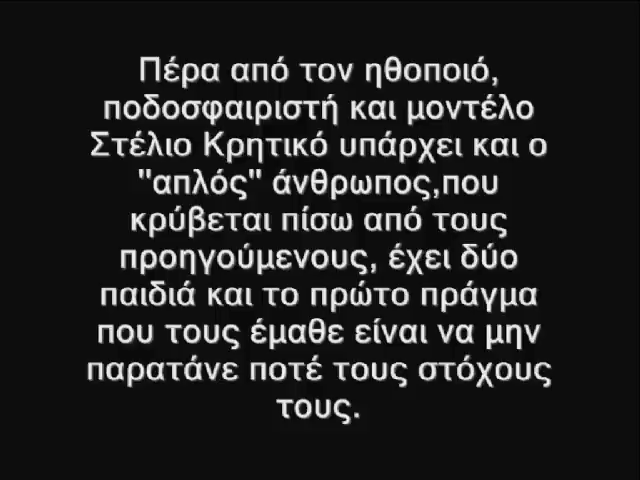 Πέρα από τον ηθοποιό,
ποδοσφαιριστή και μοντέλο
Στέλιο Κρητικό υπάρχει και ο
"απλός" άνθρωπος,που
κρύβεται πίσω από τους
προηγούμενους, έχει δύο
παιδιά και το πρώτο πράγμα
που τους έμαθε είναι να μην
παρατάνε ποτέ τους στόχους
τους.